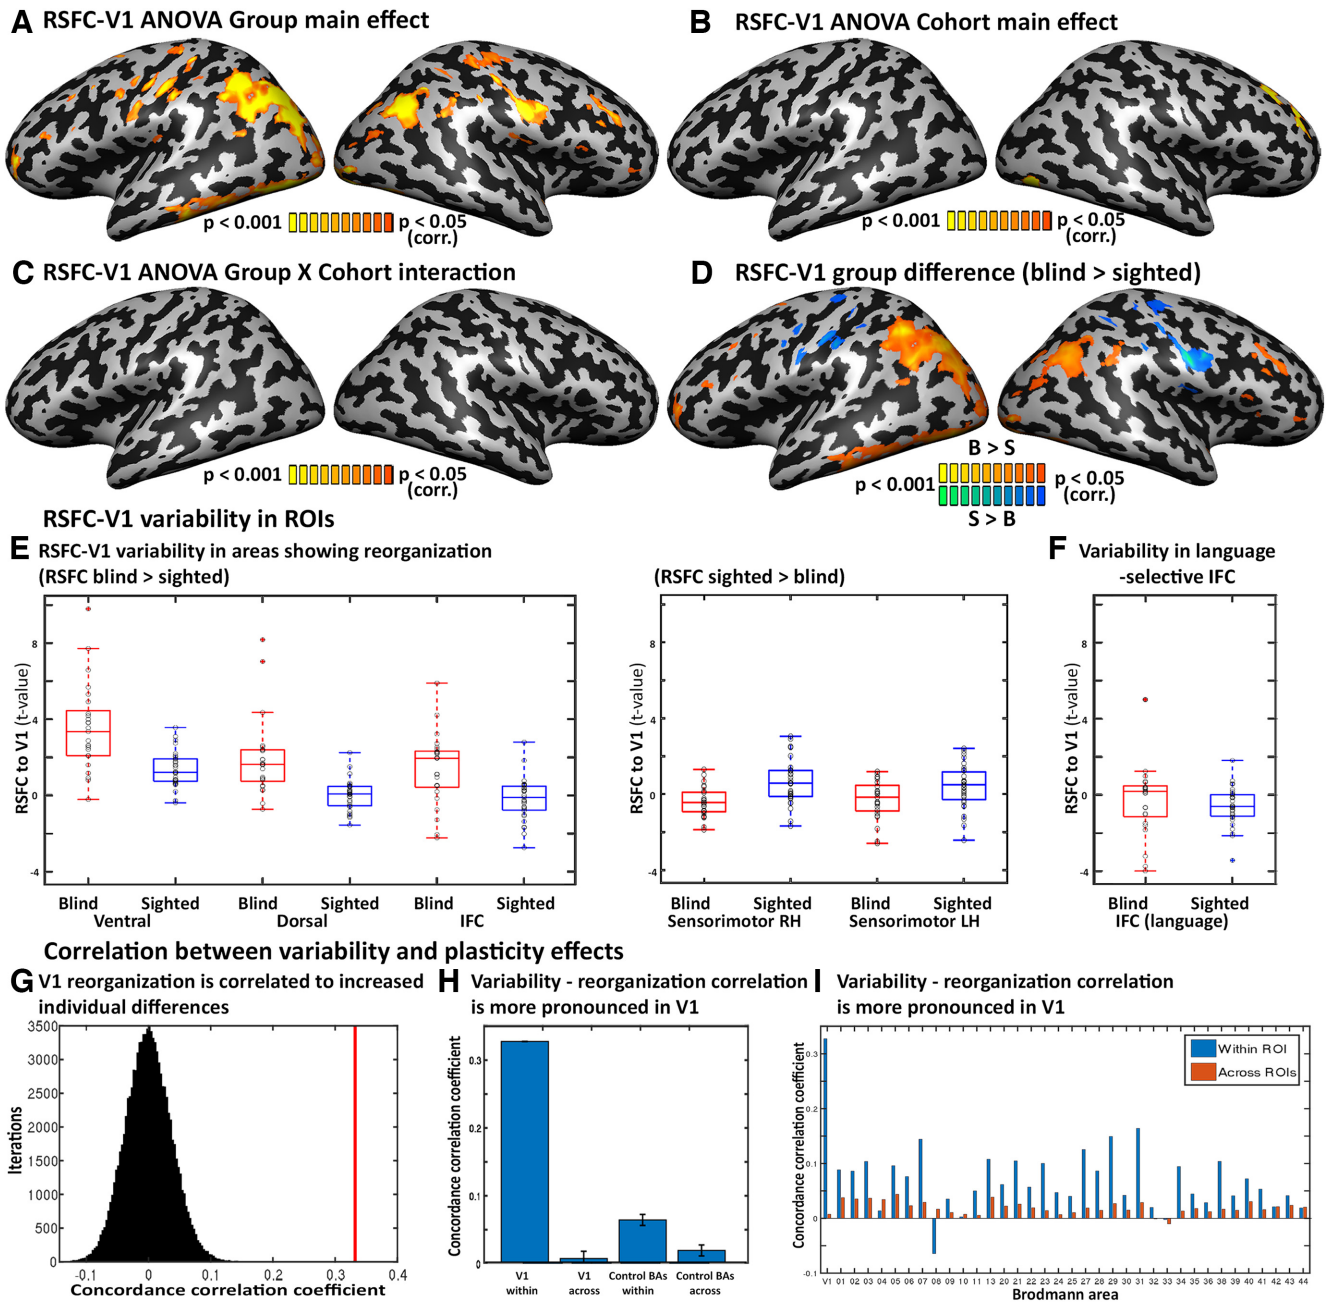 A RSFC-V1 ANOVA Group main effect
p < 0.001 p < 0.05
(corr.)
B RSFC-V1 ANOVA Cohort main effect
p < 0.001 p < 0.05
(corr.)
C RSFC-V1 ANOVA Group X Cohort interaction
p < 0.001 p < 0.05
(corr.)
D RSFC-V1 group difference (blind > sighted)
B > S
p < 0.001 p < 0.05
(corr.)
S > B
RSFC-V1 variability in ROIs
E RSFC-V1 variability in areas showing reorganization
(RSFC blind > sighted)
RSFC to V1 (t-value)
8
4
0
-4
Blind Sighted Blind Sighted Blind Sighted
Ventral Dorsal IFC
(RSFC sighted > blind)
RSFC to V1 (t-value)
8
4
0
-4
Blind Sighted Blind Sighted
Sensorimotor RH Sensorimotor LH
F Variability in language
-selective IFC
RSFC to V1 (t-value)
8
4
0
-4
Blind Sighted
IFC (language)
Correlation between variability and plasticity effects
G V1 reorganization is correlated to increased
individual differences
Iterations
3500
3000
2500
2000
1500
1000
500
0
-0.1 0 0.1 0.2 0.3 0.4
Concordance correlation coefficient
H Variability - reorganization correlation
is more pronounced in V1
Concordance correlation coefficient
0.3
0.2
0.1
0
V1 V1 Control BAs Control BAs
within across within across
I Variability - reorganization correlation
is more pronounced in V1
Concordance correlation coefficient
0.3
0.2
0.1
0
-0.1
Within ROI
Across ROIs
V1 01 02 03 04 05 06 07 08 09 10 11 13 20 21 22 23 24 25 27 28 29 30 31 32 33 34 35 36 37 38 39 40 41 42 43 44
Brodmann area